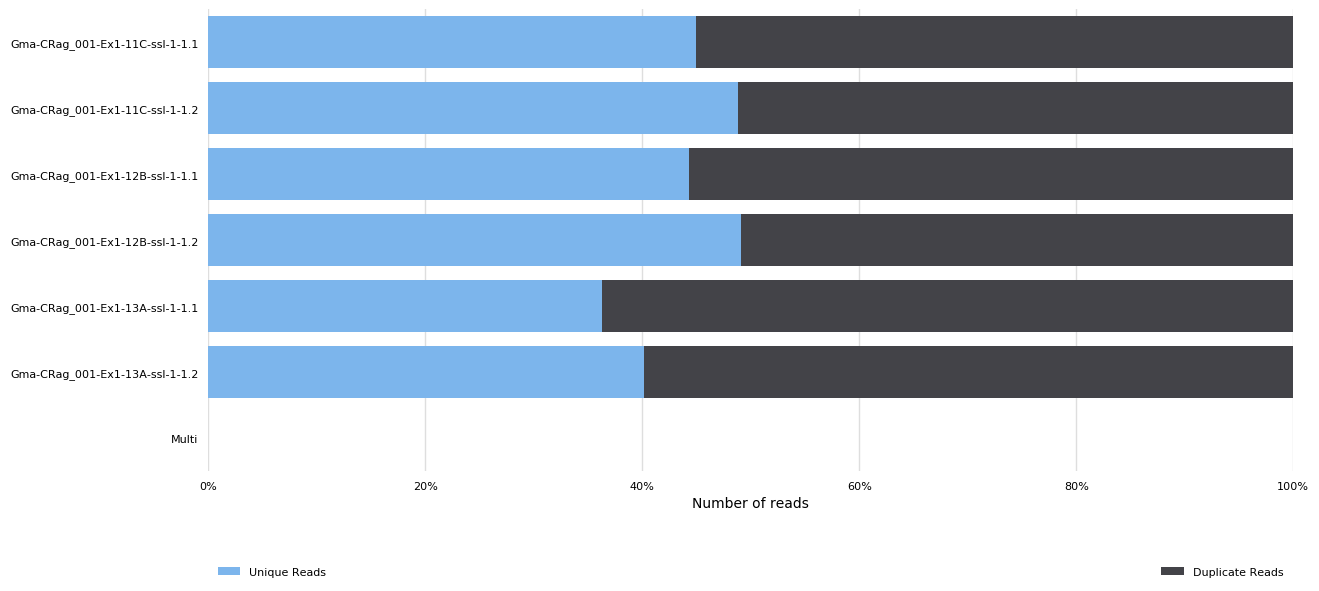 Gma-CRag_001-Ex1-11C-ssl-1-1.1
Gma-CRag_001-Ex1-11C-ssl-1-1.2
Gma-CRag_001-Ex1-12B-ssl-1-1.1
Gma-CRag_001-Ex1-12B-ssl-1-1.2
Gma-CRag_001-Ex1-13A-ssl-1-1.1
Gma-CRag_001-Ex1-13A-ssl-1-1.2
Multi
0% 20% 40% 60% 80% 100%
Number of reads
Unique Reads Duplicate Reads